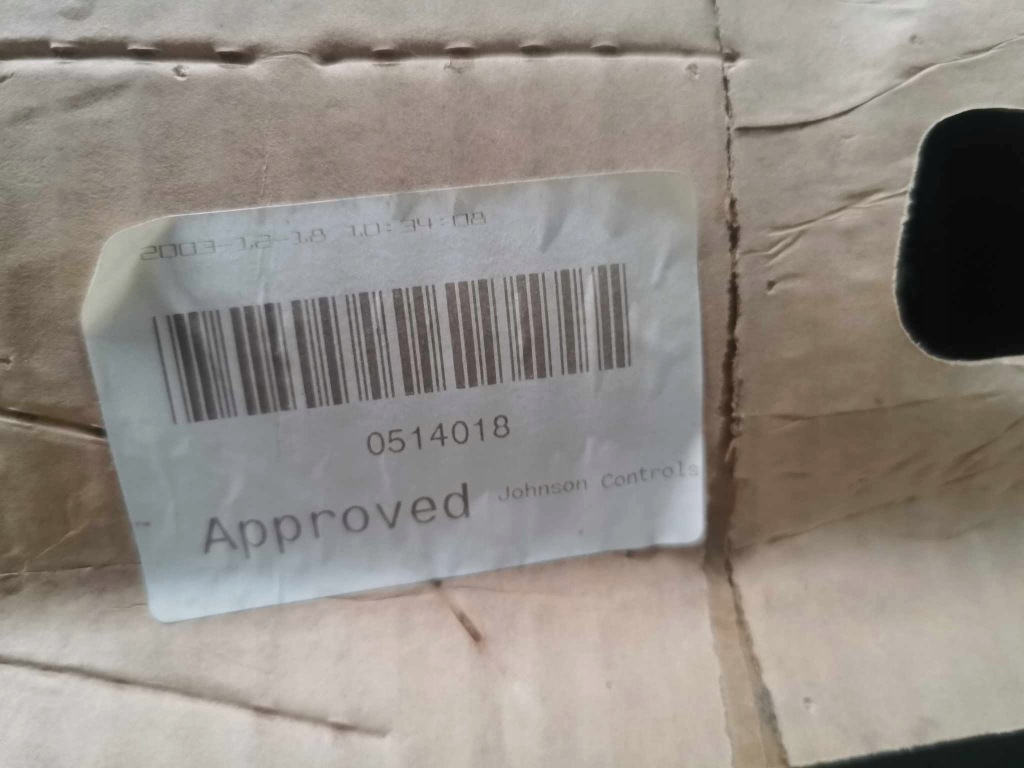 2003-12-18 10:34:08
0514018
Approved Johnson Controls